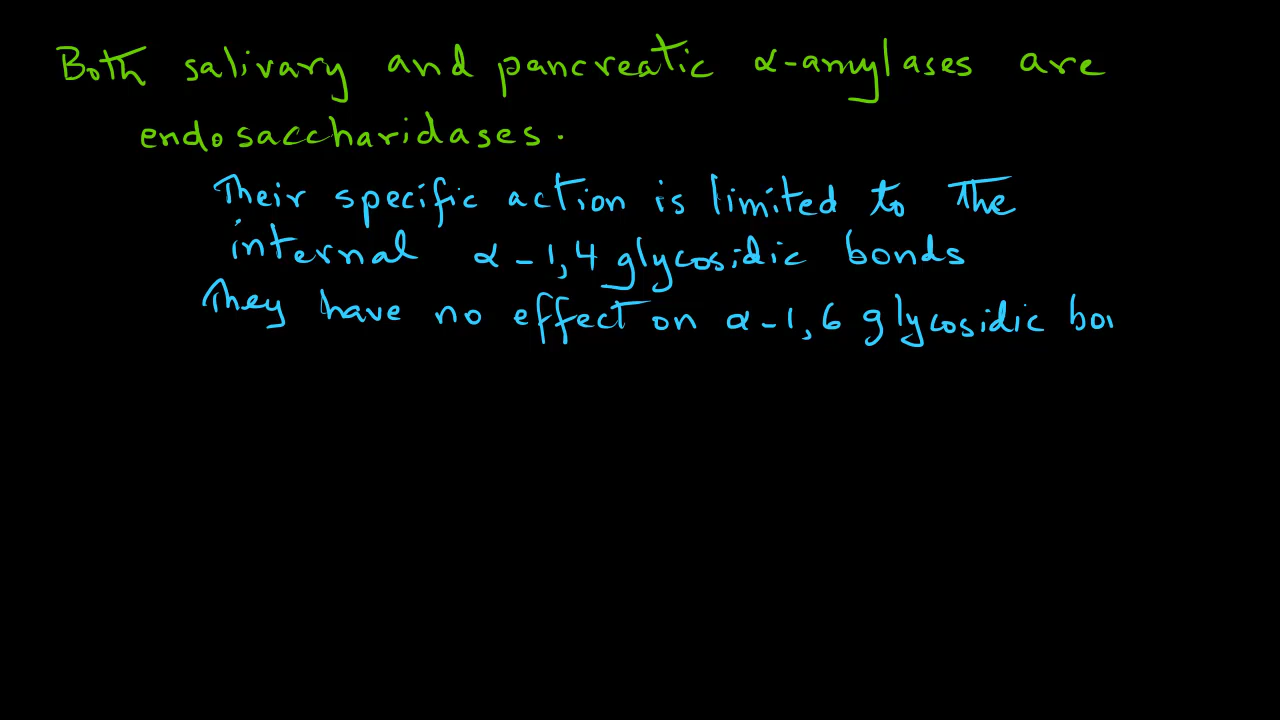 Both salivary and pancreatic α-amylases are
endosaccharidases.
Their specific action is limited to the
internal α-1,4 glycosidic bonds
They have no effect on α-1,6 glycosidic bon